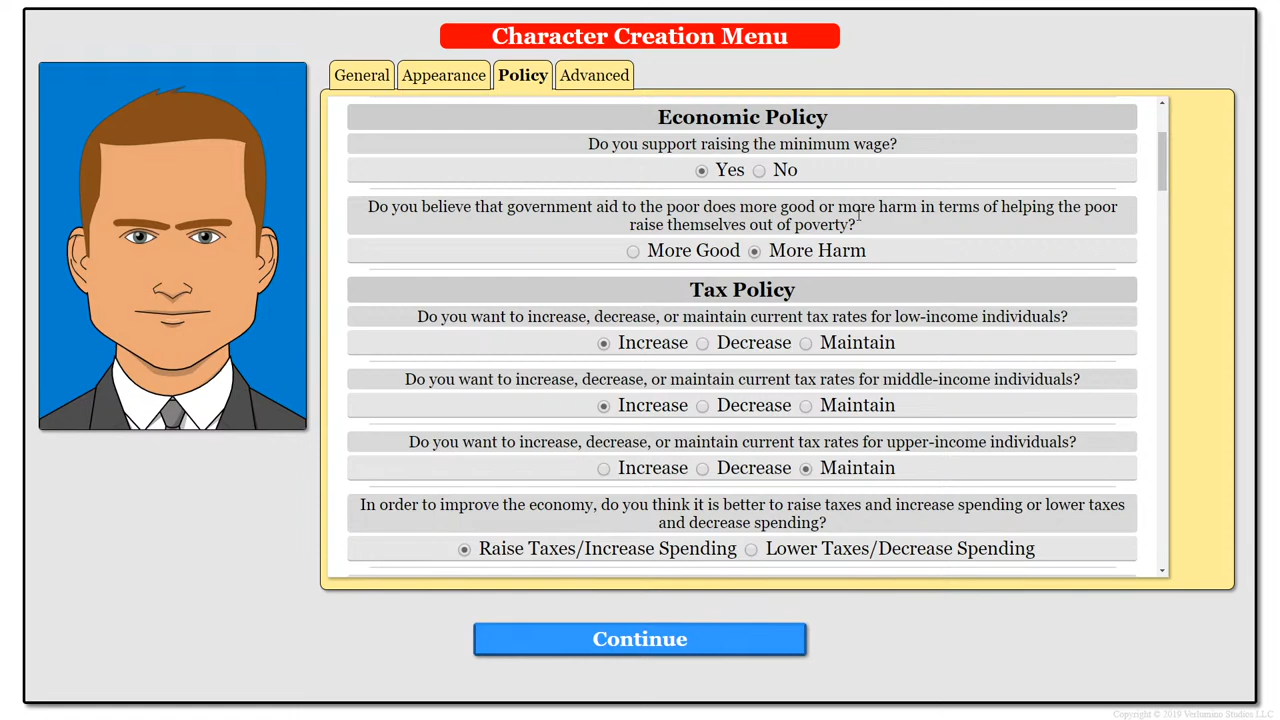 Character Creation Menu
General
Appearance
Policy
Advanced
Economic Policy
Do you support raising the minimum wage?
Yes No
Do you believe that government aid to the poor does more good or more harm in terms of helping the poor
raise themselves out of poverty?
More Good More Harm
Tax Policy
Do you want to increase, decrease, or maintain current tax rates for low-income individuals?
Increase Decrease Maintain
Do you want to increase, decrease, or maintain current tax rates for middle-income individuals?
Increase Decrease Maintain
Do you want to increase, decrease, or maintain current tax rates for upper-income individuals?
Increase Decrease Maintain
In order to improve the economy, do you think it is better to raise taxes and increase spending or lower taxes
and decrease spending?
Raise Taxes/Increase Spending Lower Taxes/Decrease Spending
Continue
Copyright © 2019 Verlumino Studios LLC